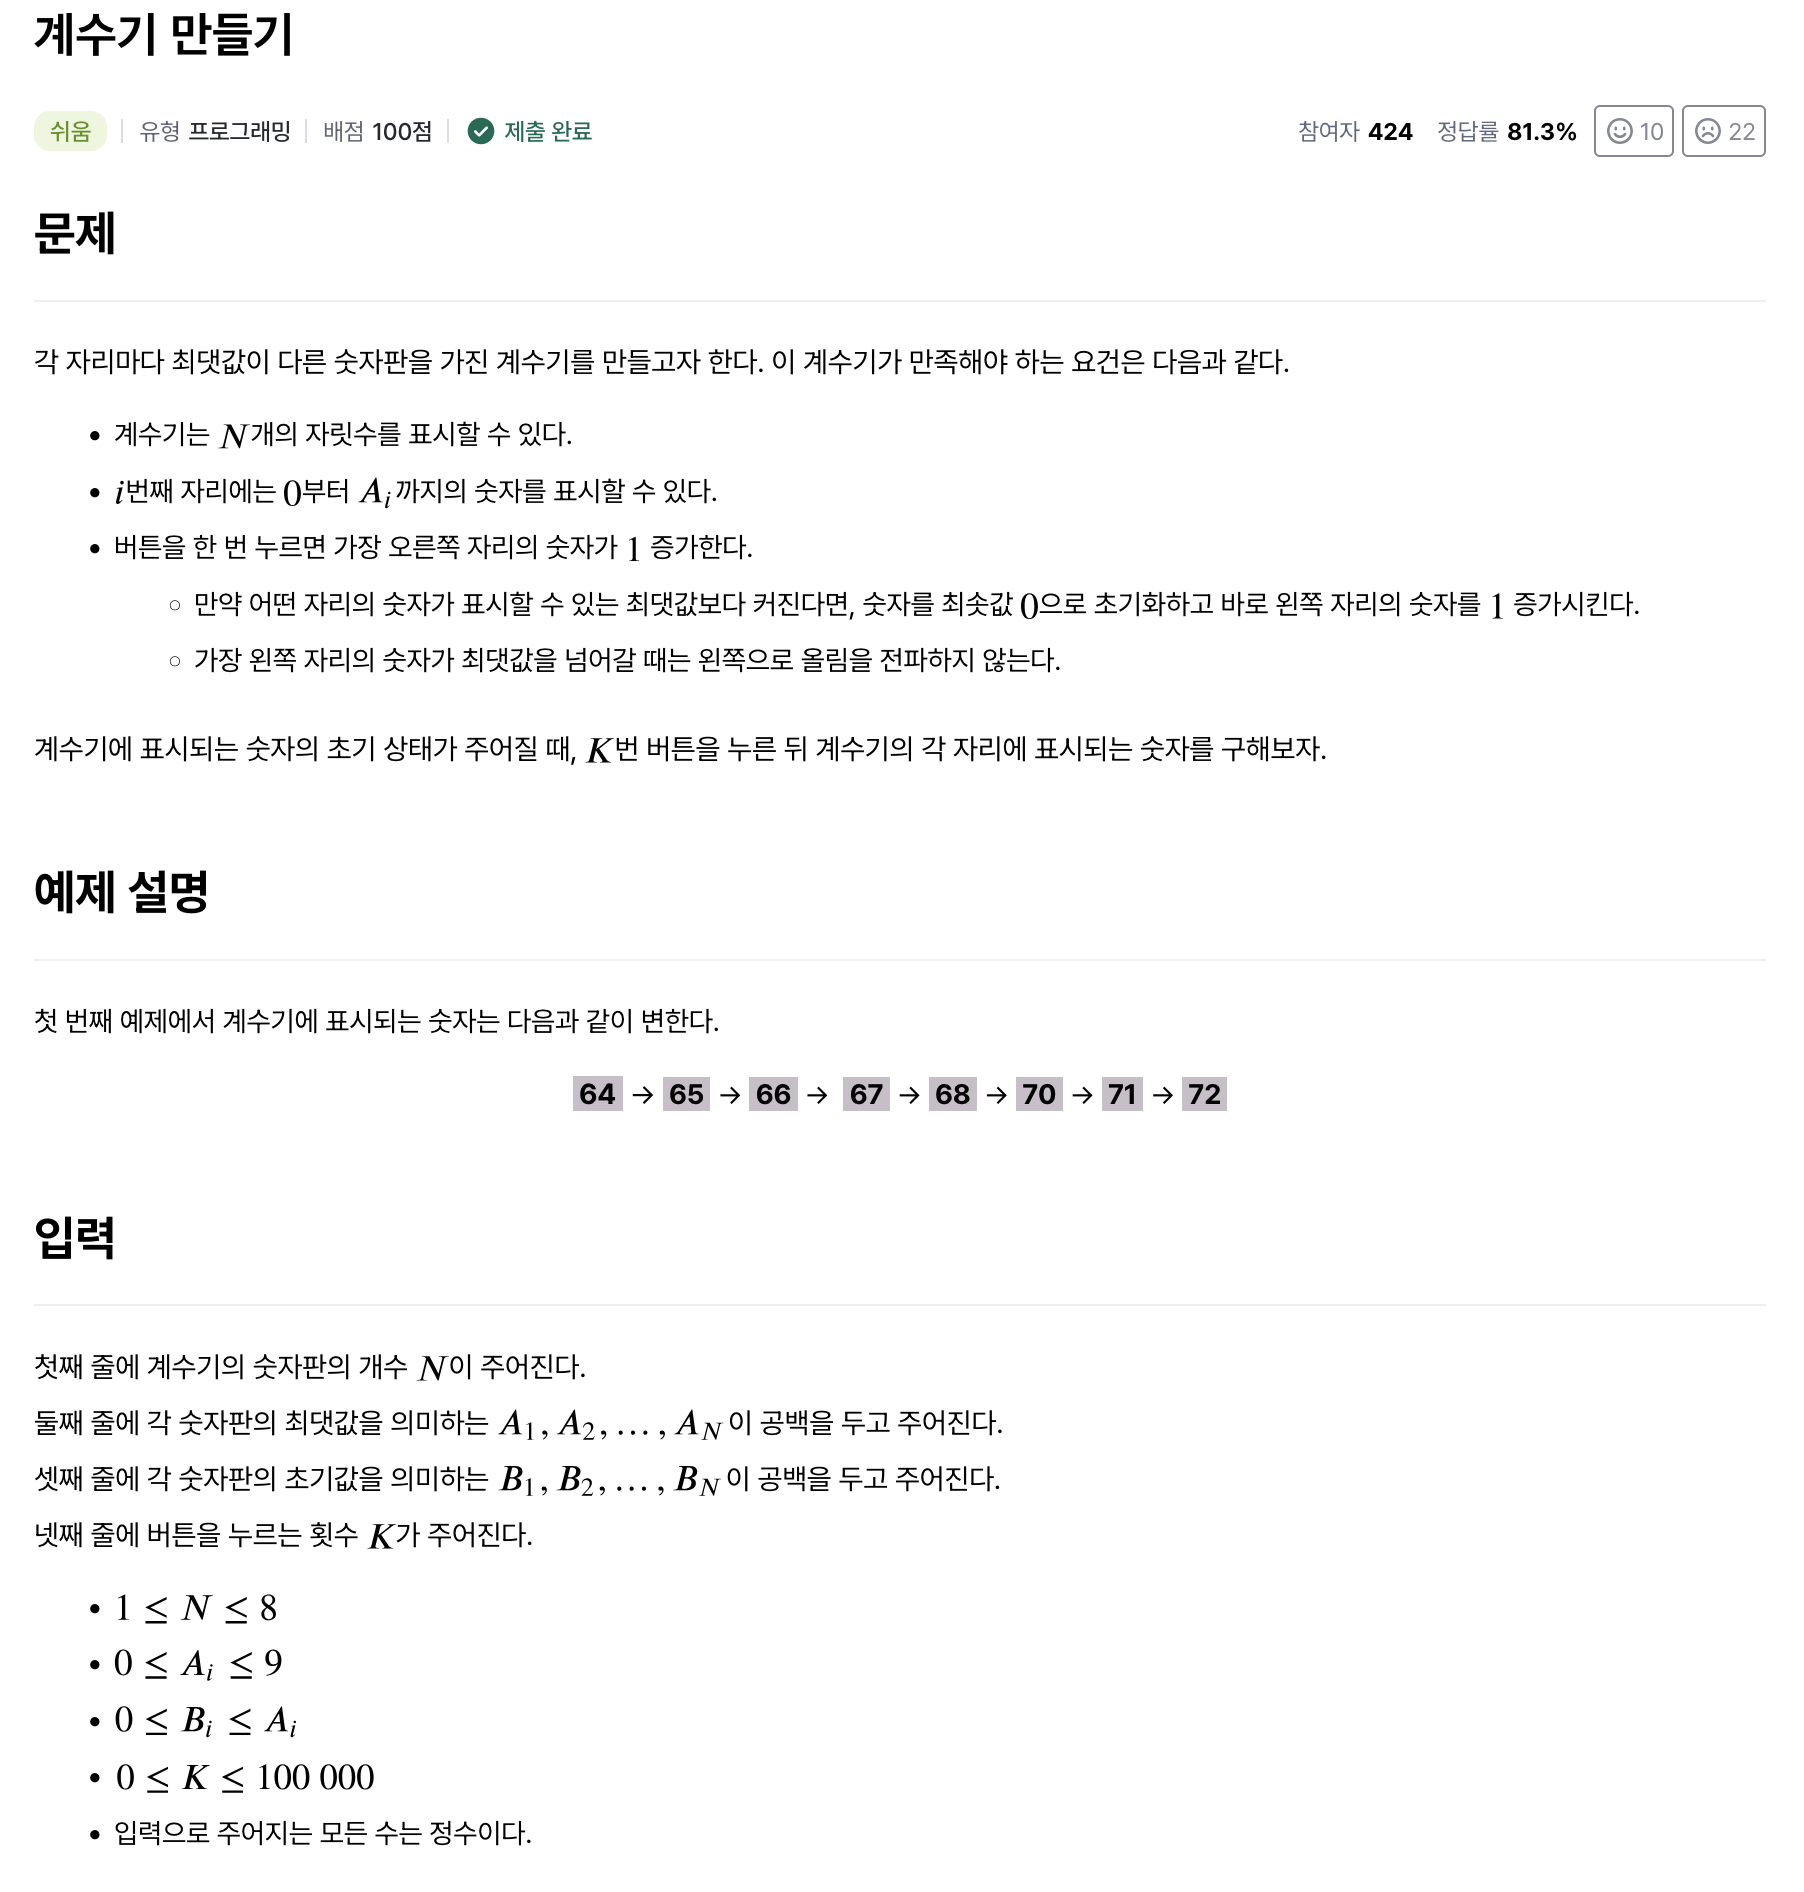 계수기 만들기
쉬움 유형 프로그래밍 배점 100점 제출 완료 참여자 424 정답률 81.3% 10 22
문제
각 자리마다 최댓값이 다른 숫자판을 가진 계수기를 만들고자 한다. 이 계수기가 만족해야 하는 요건은 다음과 같다.
• 계수기는 N개의 자릿수를 표시할 수 있다.
• i번째 자리에는 0부터 A_i까지의 숫자를 표시할 수 있다.
• 버튼을 한 번 누르면 가장 오른쪽 자리의 숫자가 1 증가한다.
◦ 만약 어떤 자리의 숫자가 표시할 수 있는 최댓값보다 커진다면, 숫자를 최솟값 0으로 초기화하고 바로 왼쪽 자리의 숫자를 1 증가시킨다.
◦ 가장 왼쪽 자리의 숫자가 최댓값을 넘어갈 때는 왼쪽으로 올림을 전파하지 않는다.
계수기에 표시되는 숫자의 초기 상태가 주어질 때, K번 버튼을 누른 뒤 계수기의 각 자리에 표시되는 숫자를 구해보자.
예제 설명
첫 번째 예제에서 계수기에 표시되는 숫자는 다음과 같이 변한다.
64 → 65 → 66 → 67 → 68 → 70 → 71 → 72
입력
첫째 줄에 계수기의 숫자판의 개수 N이 주어진다.
둘째 줄에 각 숫자판의 최댓값을 의미하는 A_1, A_2, ..., A_N이 공백을 두고 주어진다.
셋째 줄에 각 숫자판의 초기값을 의미하는 B_1, B_2, ..., B_N이 공백을 두고 주어진다.
넷째 줄에 버튼을 누르는 횟수 K가 주어진다.
• 1 ≤ N ≤ 8
• 0 ≤ A_i ≤ 9
• 0 ≤ B_i ≤ A_i
• 0 ≤ K ≤ 100 000
• 입력으로 주어지는 모든 수는 정수이다.